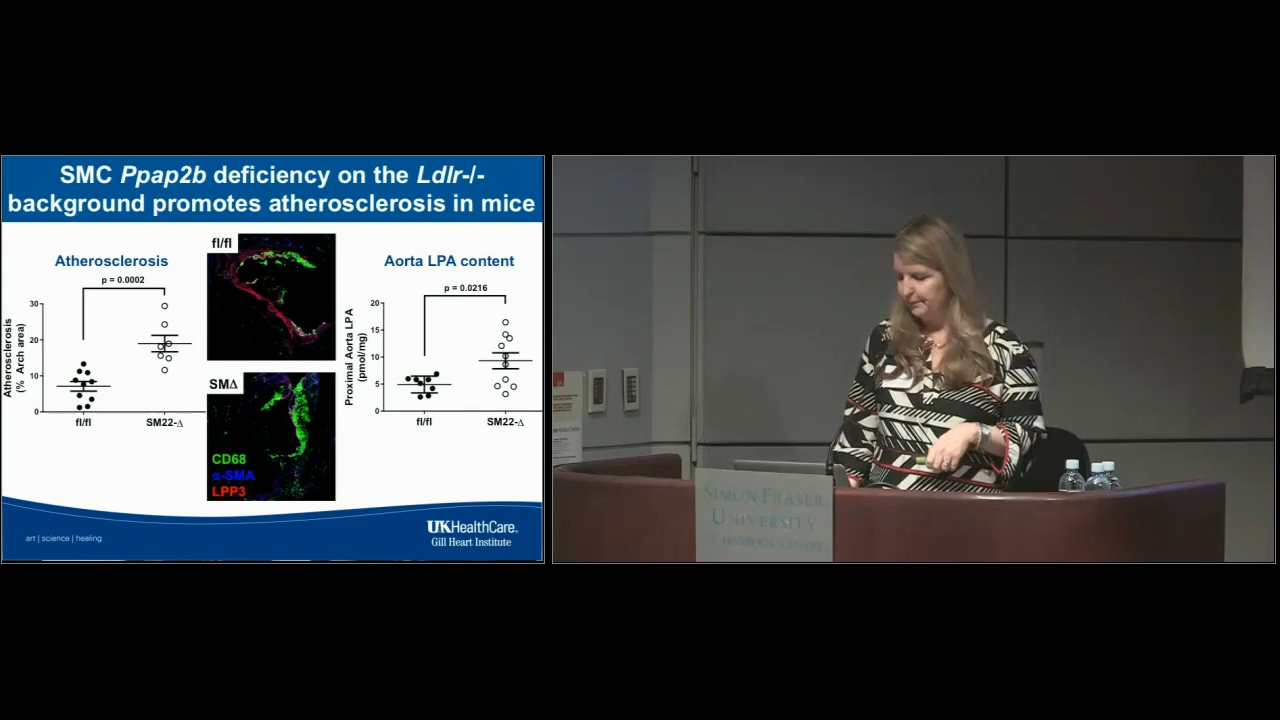 SMC Ppap2b deficiency on the Ldlr-/-
background promotes atherosclerosis in mice
Atherosclerosis
p = 0.0002
Atherosclerosis
(% Arch area)
30
20
10
0
fl/fl
SM22-Δ
fl/fl
SMΔ
CD68
α-SMA
LPP3
Aorta LPA content
p = 0.0216
Proximal Aorta LPA
(pmol/mg)
20
15
10
5
0
fl/fl
SM22-Δ
art | science | healing
UKHealthCare.
Gill Heart Institute
SIMON FRASER
UNIVERSITY
AT HARBOUR CENTRE